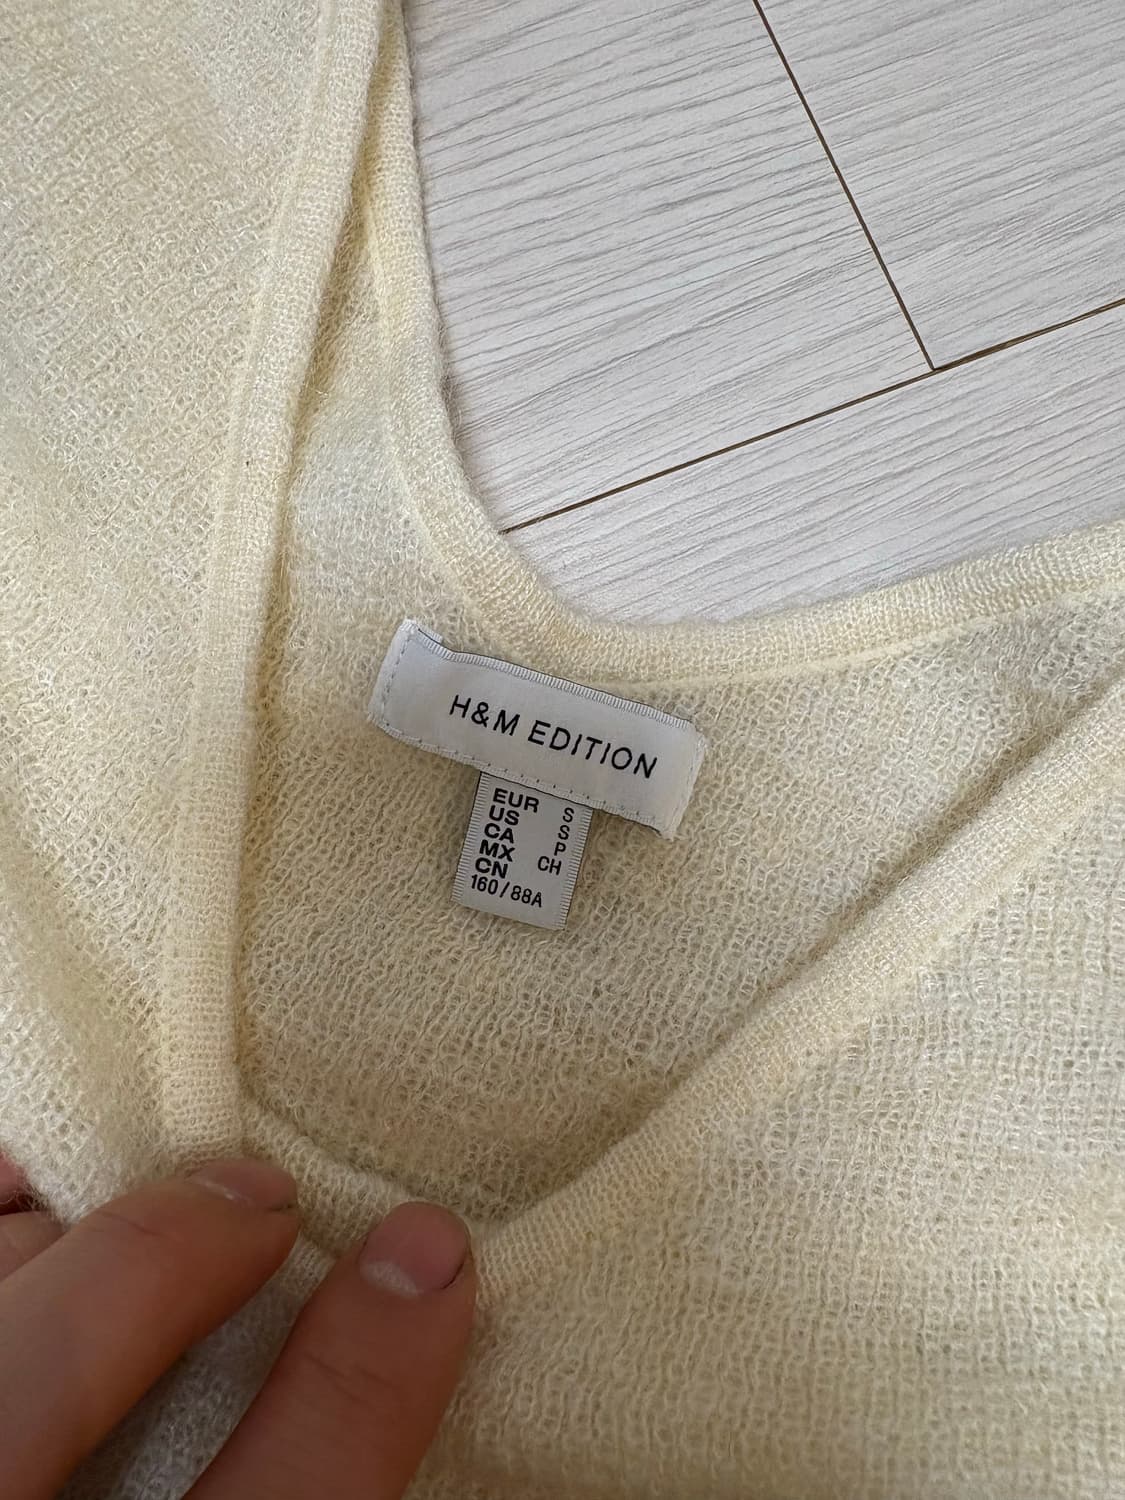 H&M EDITION
EUR S
US S
CA P
MX CH
CN
160/88A